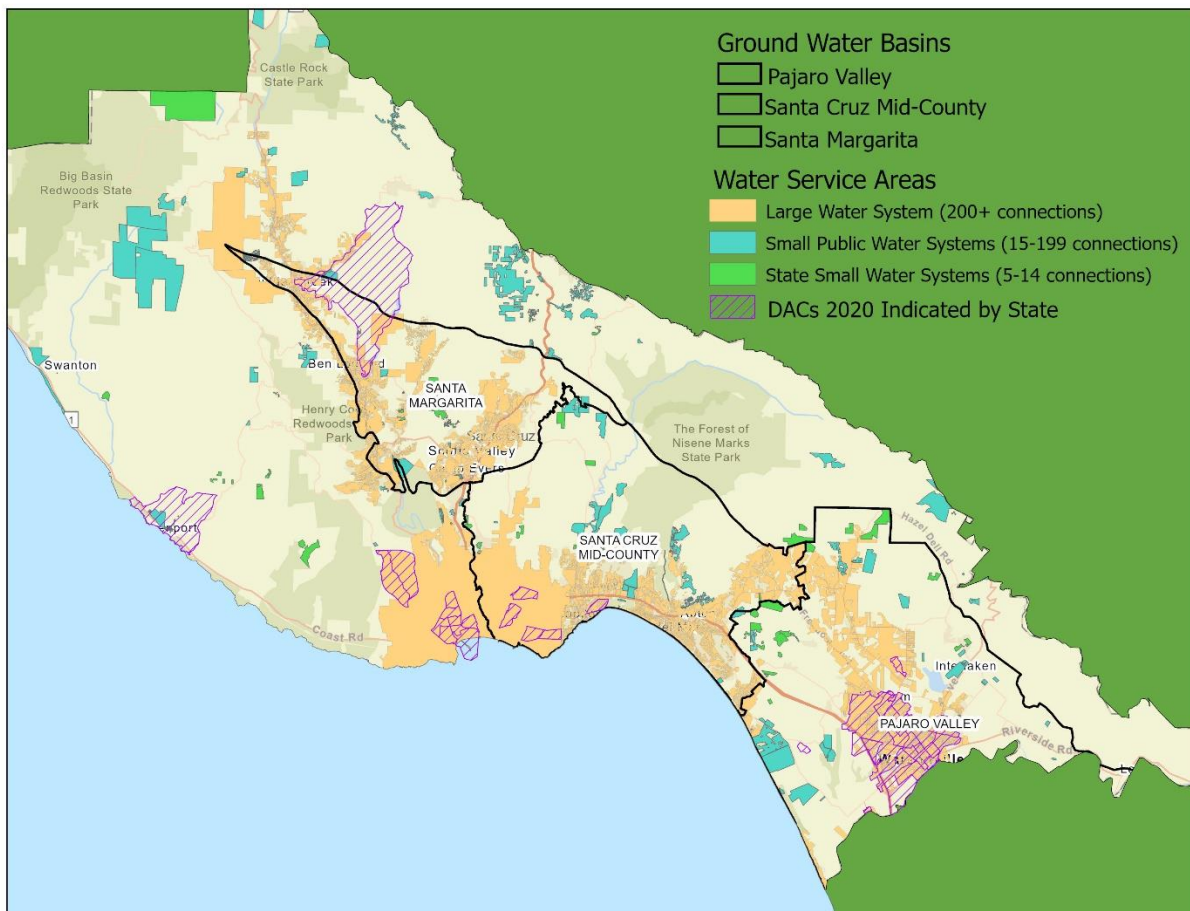 Ground Water Basins
Pajaro Valley
Santa Cruz Mid-County
Santa Margarita
Water Service Areas
Large Water System (200+ connections)
Small Public Water Systems (15-199 connections)
State Small Water Systems (5-14 connections)
DACs 2020 Indicated by State
Castle Rock
State Park
Big Basin
Redwoods State
Park
Swanton
1
Ben
SANTA
MARGARITA
Henry
Redwoods
Park
Valley
The Forest of
Nisene Marks
State Park
Hazel Dell Rd
SANTA CRUZ
MID-COUNTY
Coast Rd
PAJARO VALLEY
Riverside Rd